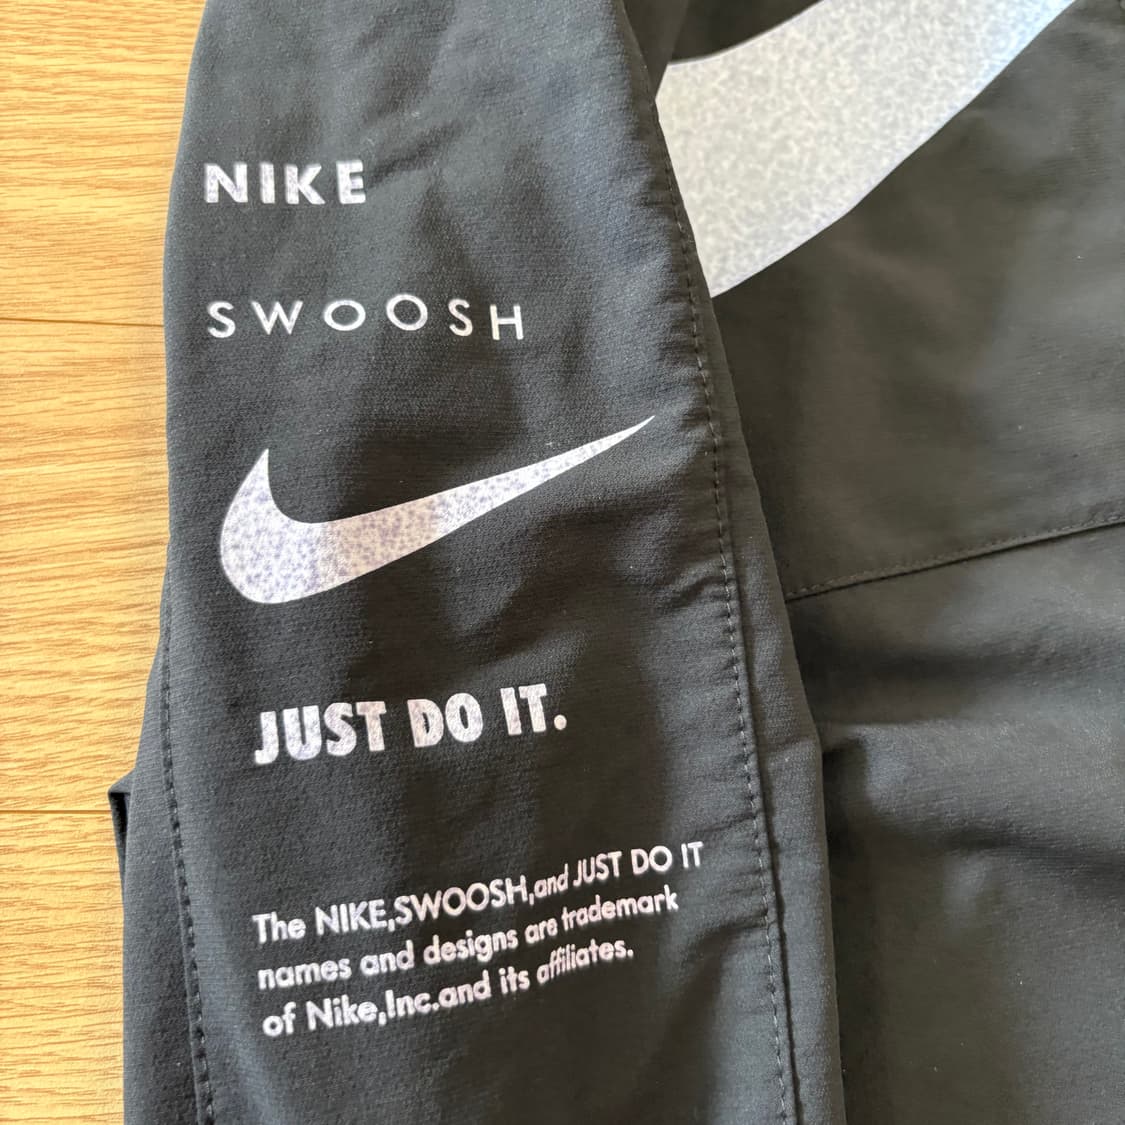 NIKE
SWOOSH
JUST DO IT.
The NIKE,SWOOSH,and JUST DO IT
names and designs are trademark
of Nike,Inc.and its affiliates.